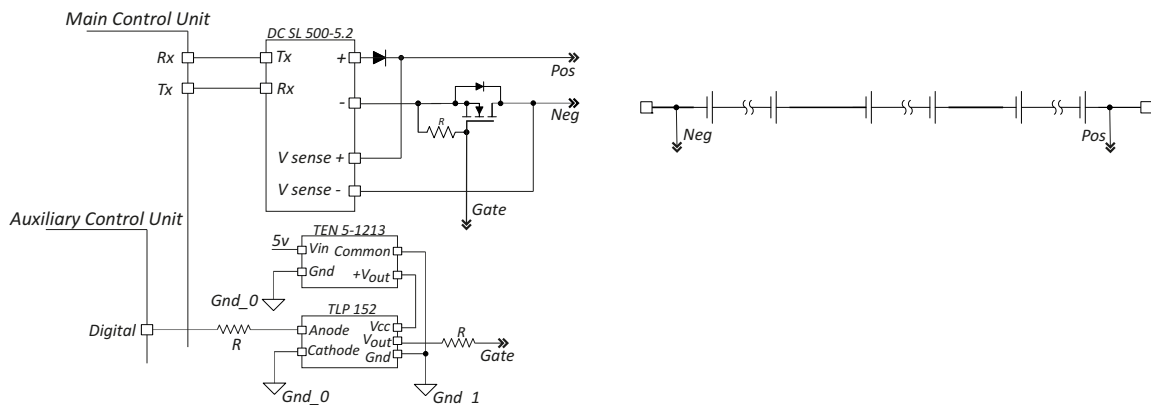 Main Control Unit
DC SL 500-5.2
Rx
Tx
Tx
Rx
+
-
Pos
R
Neg
V sense +
V sense -
Gate
Neg
Pos
Auxiliary Control Unit
TEN 5-1213
5v
Vin
Common
Gnd
+Vout
Gnd_0
TLP 152
Digital
R
Anode
Cathode
Vcc
Vout
Gnd
R
Gate
Gnd_0
Gnd 1